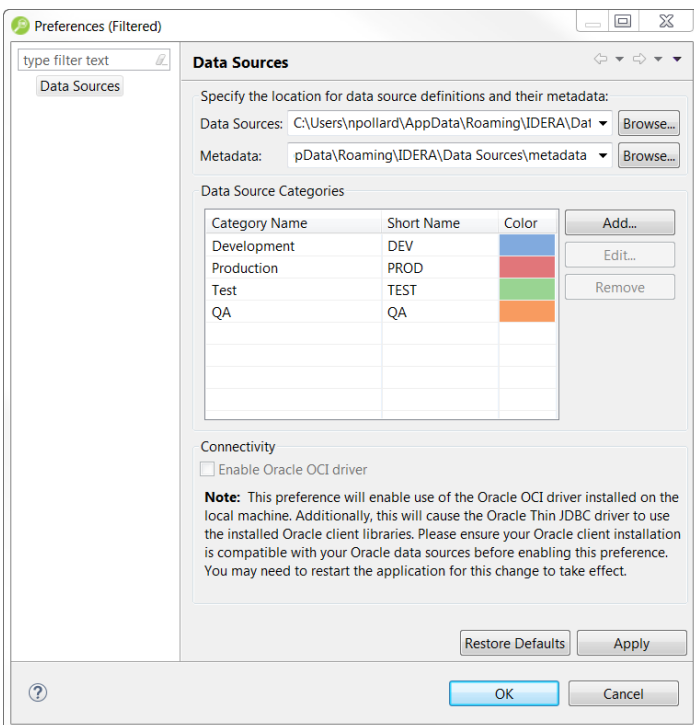 Preferences (Filtered)
type filter text
Data Sources
Data Sources
Specify the location for data source definitions and their metadata:
Data Sources: C:\Users\npollard\AppData\Roaming\IDERA\Dat Browse...
Metadata: pData\Roaming\IDERA\Data Sources\metadata Browse...
Data Source Categories
Category Name Short Name Color Add...
Development DEV
Edit...
Production PROD
Test TEST Remove
QA QA
Connectivity
Enable Oracle OCI driver
Note: This preference will enable use of the Oracle OCI driver installed on the
local machine. Additionally, this will cause the Oracle Thin JDBC driver to use
the installed Oracle client libraries. Please ensure your Oracle client installation
is compatible with your Oracle data sources before enabling this preference.
You may need to restart the application for this change to take effect.
Restore Defaults Apply
? OK Cancel